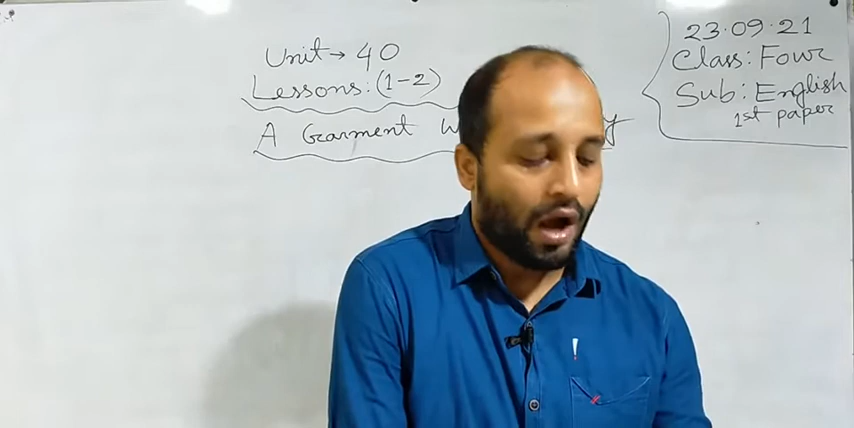 Unit → 40
Lessons: (1-2)
A Garment W
y
23.09.21
Class: Four
Sub: English
1st paper